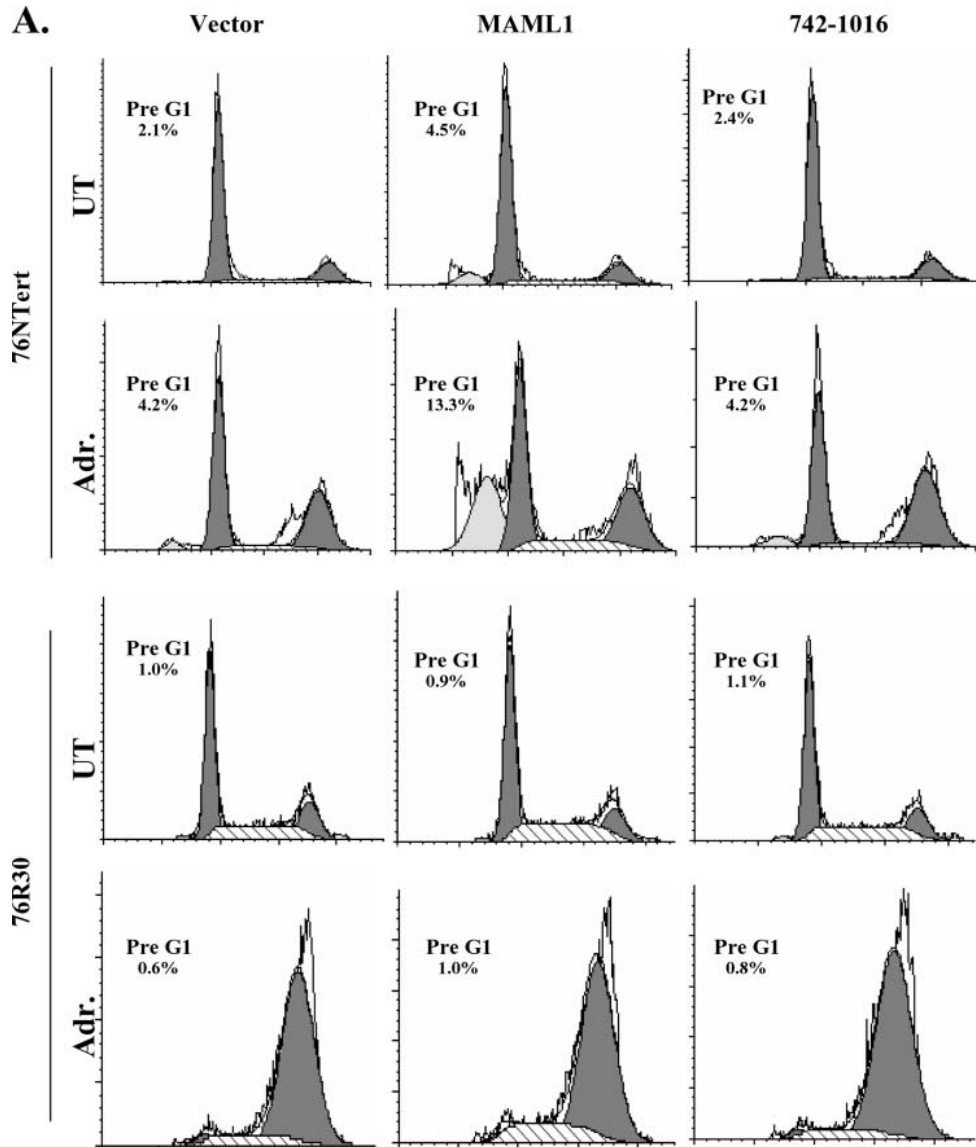 A.
Vector MAML1 742-1016
76NTert
UT
Pre G1
2.1%
Pre G1
4.5%
Pre G1
2.4%
Adr.
Pre G1
4.2%
Pre G1
13.3%
Pre G1
4.2%
76R30
UT
Pre G1
1.0%
Pre G1
0.9%
Pre G1
1.1%
Adr.
Pre G1
0.6%
Pre G1
1.0%
Pre G1
0.8%